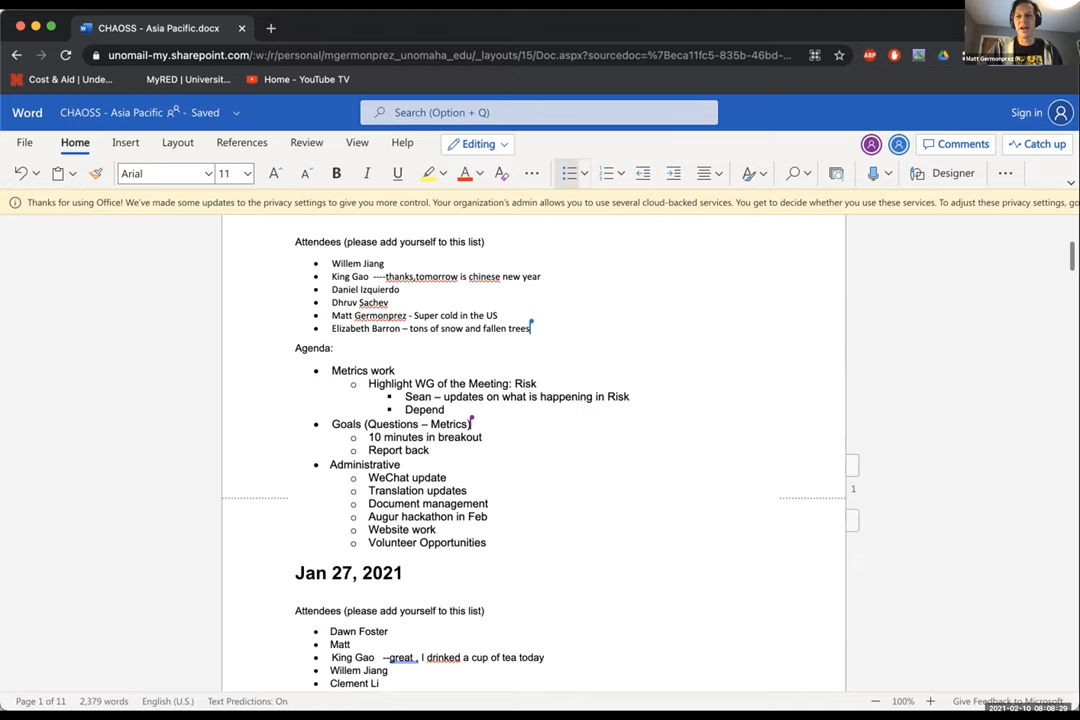 CHAOSS - Asia Pacific.docx
unomail-my.sharepoint.com/:w:/r/personal/mgermonprez_unomaha_edu/_layouts/15/Doc.aspx?sourcedoc=%7Beca11fc5-835b-46bd-...
ABP
Matt Germonprez
Cost & Aid | Unde...
MyRED | Universit...
Home - YouTube TV
Word
CHAOSS - Asia Pacific - Saved
Search (Option + Q)
Sign in
File Home Insert Layout References Review View Help Editing Comments Catch up
Arial 11 B I U A Designer
Thanks for using Office! We've made some updates to the privacy settings to give you more control. Your organization's admin allows you to use several cloud-backed services. You get to decide whether you use these services. To adjust these privacy settings, go
Attendees (please add yourself to this list)
Willem Jiang
King Gao ----thanks,tomorrow is chinese new year
Daniel Izquierdo
Dhruv Sachev
Matt Germonprez - Super cold in the US
Elizabeth Barron – tons of snow and fallen trees
Agenda:
Metrics work
Highlight WG of the Meeting: Risk
Sean – updates on what is happening in Risk
Depend
Goals (Questions – Metrics)
10 minutes in breakout
Report back
Administrative
WeChat update
Translation updates
Document management
1
Augur hackathon in Feb
Website work
Volunteer Opportunities
Jan 27, 2021
Attendees (please add yourself to this list)
Dawn Foster
Matt
King Gao --great , I drinked a cup of tea today
Willem Jiang
Clement Li
Page 1 of 11 2,379 words English (U.S.) Text Predictions: On 100% Give Feedback to Microsoft
2021-02-10 08:08:29